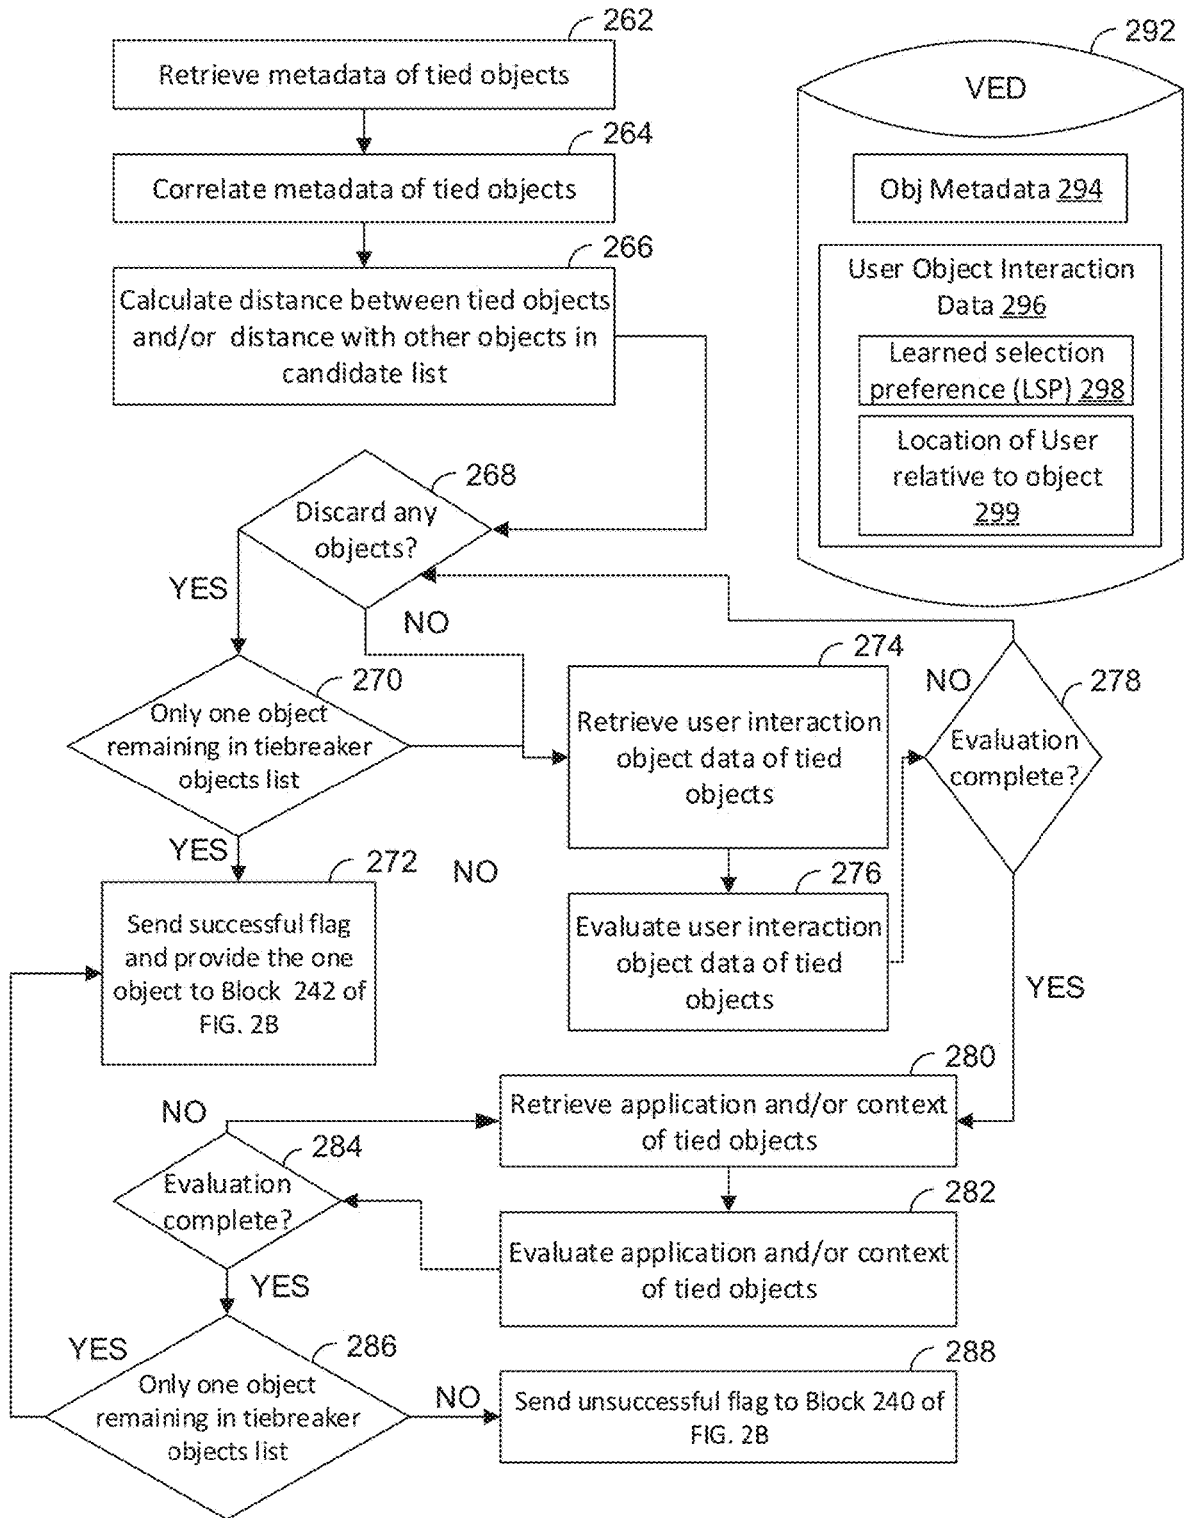 262
Retrieve metadata of tied objects
264
Correlate metadata of tied objects
266
Calculate distance between tied objects
and/or distance with other objects in
candidate list
292
VED
Obj Metadata 294
User Object Interaction
Data 296
Learned selection
preference (LSP) 298
Location of User
relative to object
299
268
Discard any
objects?
YES
NO
270
Only one object
remaining in tiebreaker
objects list
YES
NO
272
Send successful flag
and provide the one
object to Block 242 of
FIG. 2B
274
Retrieve user interaction
object data of tied
objects
276
Evaluate user interaction
object data of tied
objects
NO
278
Evaluation
complete?
YES
280
Retrieve application and/or context
of tied objects
282
Evaluate application and/or context
of tied objects
NO
284
Evaluation
complete?
YES
YES
286
Only one object
remaining in tiebreaker
objects list
NO
288
Send unsuccessful flag to Block 240 of
FIG. 2B